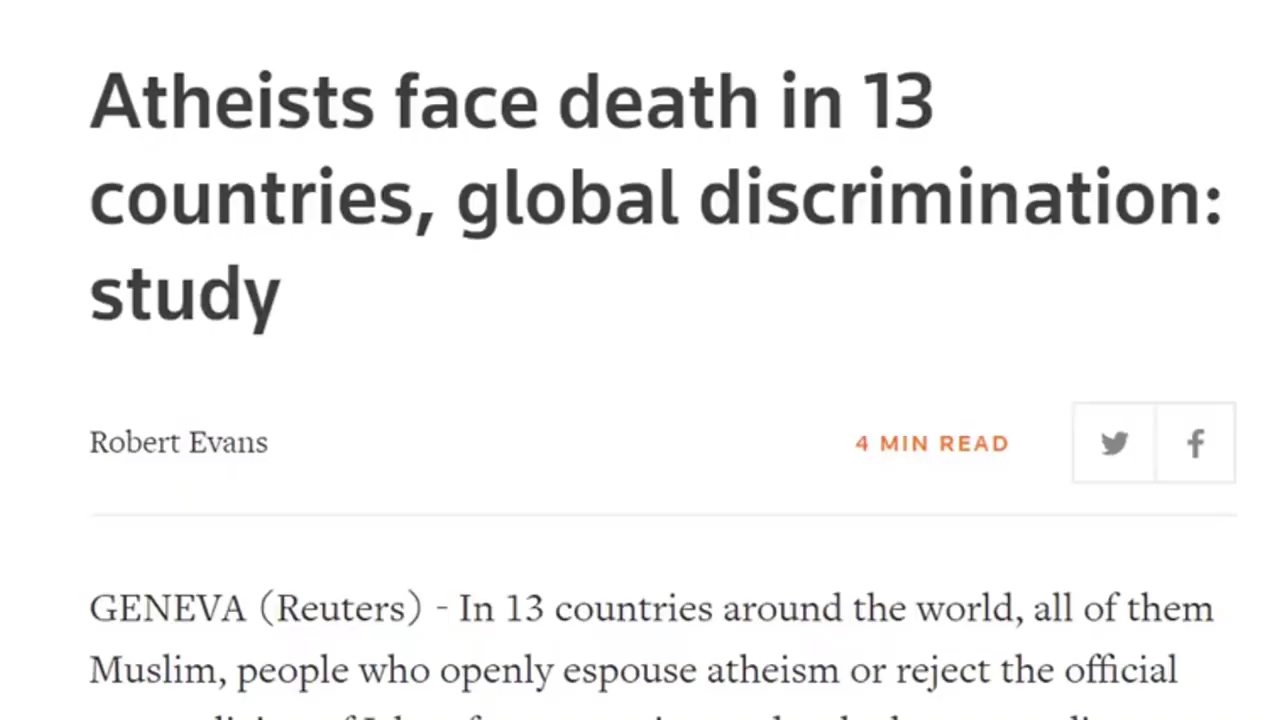 Atheists face death in 13
countries, global discrimination:
study
Robert Evans
4 MIN READ
GENEVA (Reuters) - In 13 countries around the world, all of them
Muslim, people who openly espouse atheism or reject the official